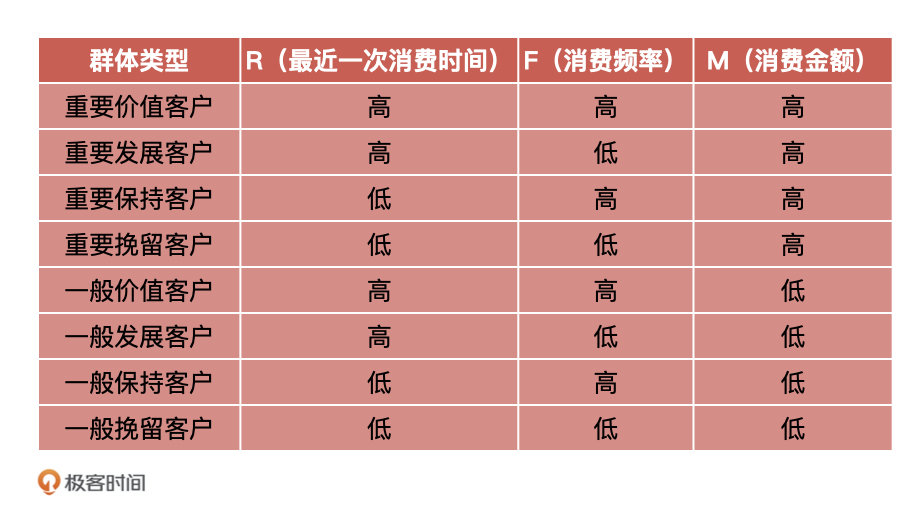 群体类型 R（最近一次消费时间） F（消费频率） M（消费金额）
重要价值客户 高 高 高
重要发展客户 高 低 高
重要保持客户 低 高 高
重要挽留客户 低 低 高
一般价值客户 高 高 低
一般发展客户 高 低 低
一般保持客户 低 高 低
一般挽留客户 低 低 低
极客时间